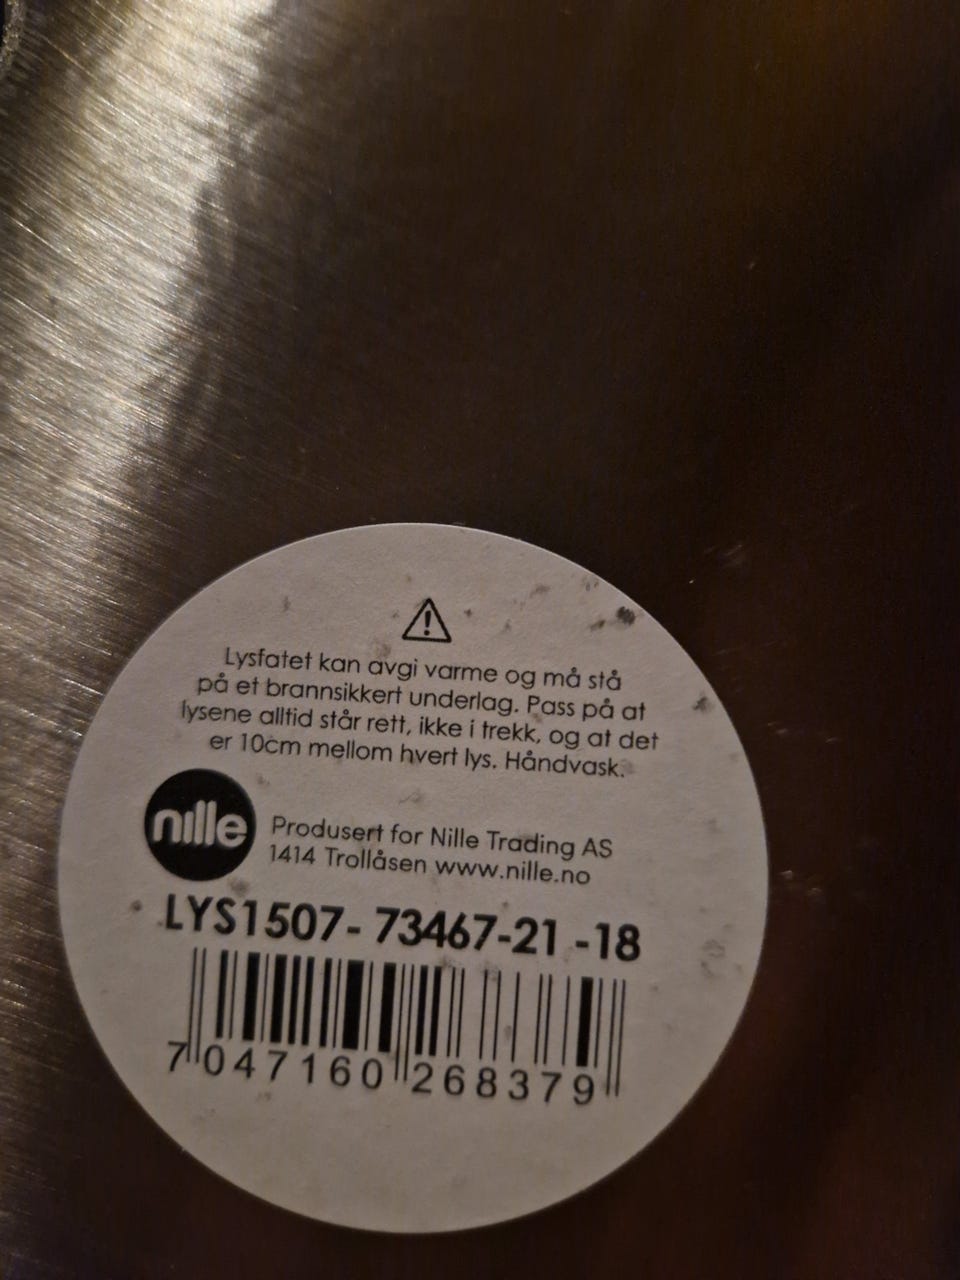 Lysfatet kan avgi varme og må stå
på et brannsikkert underlag. Pass på at
lysene alltid står rett, ikke i trekk, og at det
er 10cm mellom hvert lys. Håndvask.
nille
Produsert for Nille Trading AS
1414 Trollåsen www.nille.no
LYS1507- 73467-21 -18
7 047160 268379